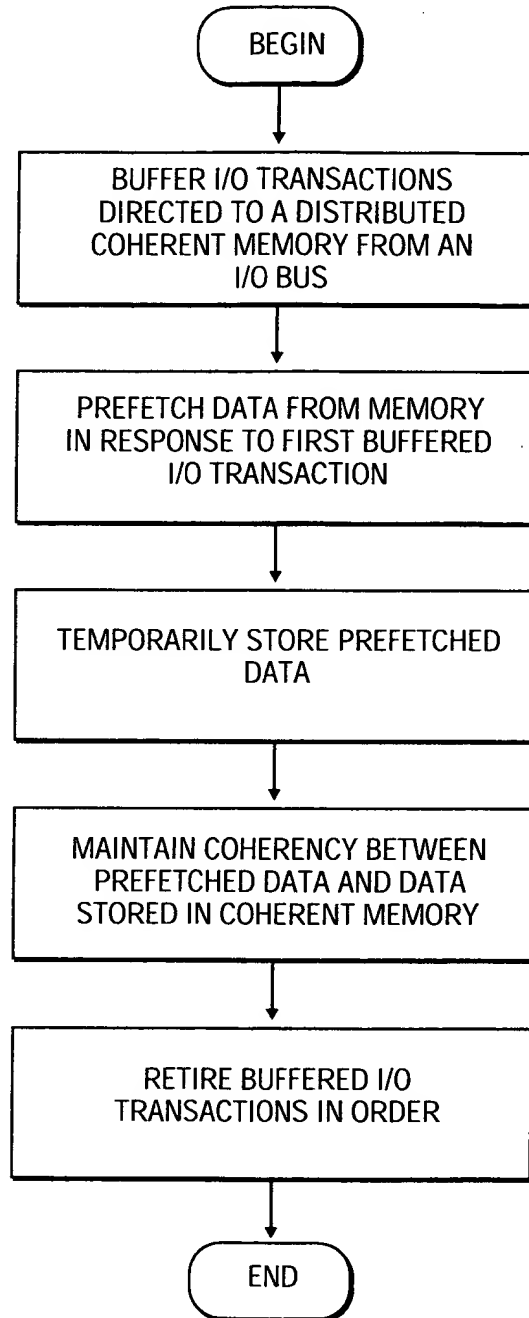 BEGIN
BUFFER I/O TRANSACTIONS
DIRECTED TO A DISTRIBUTED
COHERENT MEMORY FROM AN
I/O BUS
PREFETCH DATA FROM MEMORY
IN RESPONSE TO FIRST BUFFERED
I/O TRANSACTION
TEMPORARILY STORE PREFETCHED
DATA
MAINTAIN COHERENCY BETWEEN
PREFETCHED DATA AND DATA
STORED IN COHERENT MEMORY
RETIRE BUFFERED I/O
TRANSACTIONS IN ORDER
END